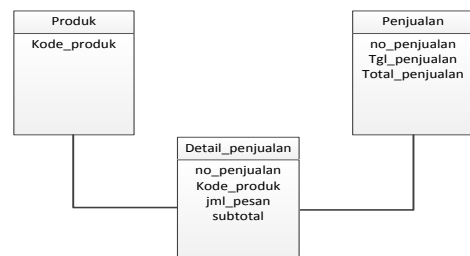 Produk
Kode_produk
Penjualan
no_penjualan
Tgl_penjualan
Total_penjualan
Detail_penjualan
no_penjualan
Kode_produk
jml_pesan
subtotal